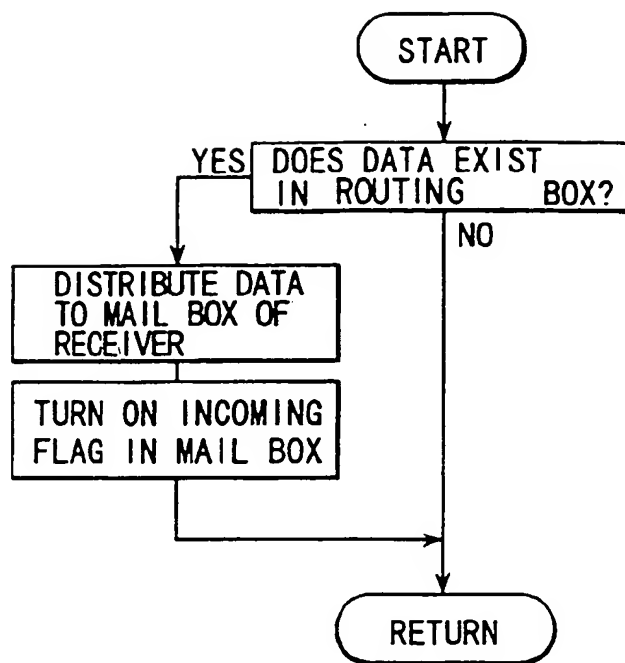 START
YES
DOES DATA EXIST
IN ROUTING BOX?
NO
DISTRIBUTE DATA
TO MAIL BOX OF
RECEIVER
TURN ON INCOMING
FLAG IN MAIL BOX
RETURN